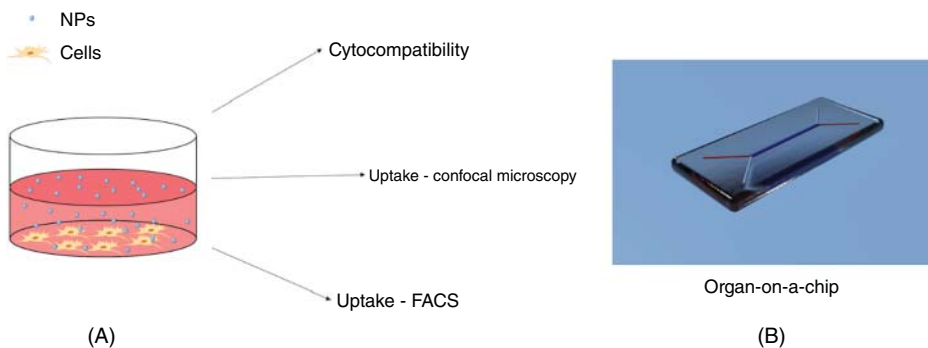 NPs
Cells
Cytocompatibility
Uptake - confocal microscopy
Uptake - FACS
(A)
Organ-on-a-chip
(B)